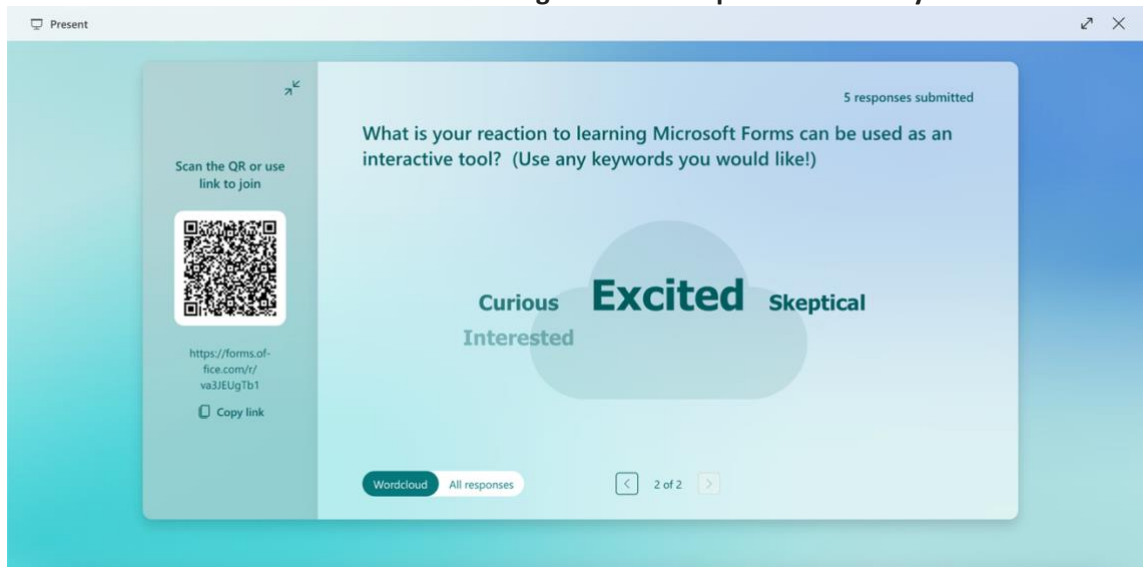 Present
5 responses submitted
What is your reaction to learning Microsoft Forms can be used as an
interactive tool? (Use any keywords you would like!)
Scan the QR or use
link to join
https://forms.of-
fice.com/r/
va3JEUgTb1
Copy link
Curious Excited Skeptical
Interested
Wordcloud All responses 2 of 2